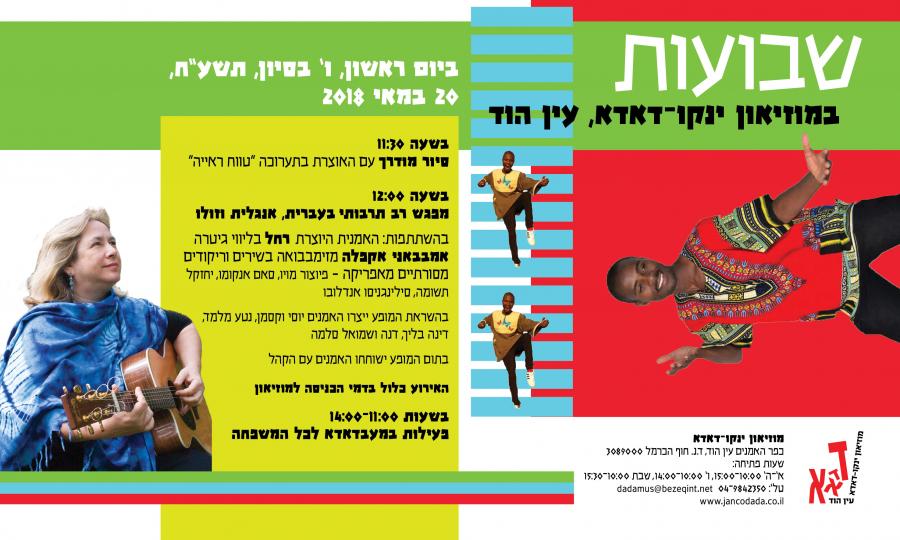 שבועות
במוזיאון ינקו־דאדא, עין הוד
ביום ראשון, ו' בסיון, תשע"ח,
20 במאי 2018
בשעה 11:30
סיור מודרך עם האוצרת בתערוכה "טווח ראייה"
בשעה 12:00
מפגש רב תרבותי בעברית, אנגלית וזולו
בהשתתפות: האמנית היוצרת רחל בליווי גיטרה
אמבבאני אקפלה מזימבבואה בשירים וריקודים
מסורתיים מאפריקה – פיוצור מויו, סאם אנקומו, יחזקל
תשומה, סילינגניסו אנדלובו
בהשראת המופע ייצרו האמנים יוסי וקסמן, נטע מלמד,
דינה בליך, דנה ושמואל סלמה
בתום המופע ישוחחו האמנים עם הקהל
האירוע כלול בדמי הכניסה למוזיאון
בשעות 11:00־14:00
פעילות במעבדאדא לכל המשפחה
מוזיאון ינקו־דאדא
בכפר האמנים עין הוד, ד.נ. חוף הכרמל 3089000
שעות פתיחה:
א'־ה' 10:00־15:00, ו' 10:00־14:00, שבת 10:00־15:30
טל': 04-9842350 dadamus@bezeqint.net
www.jancodada.co.il
דאדא
מוזיאון ינקו־דאדא
עין הוד